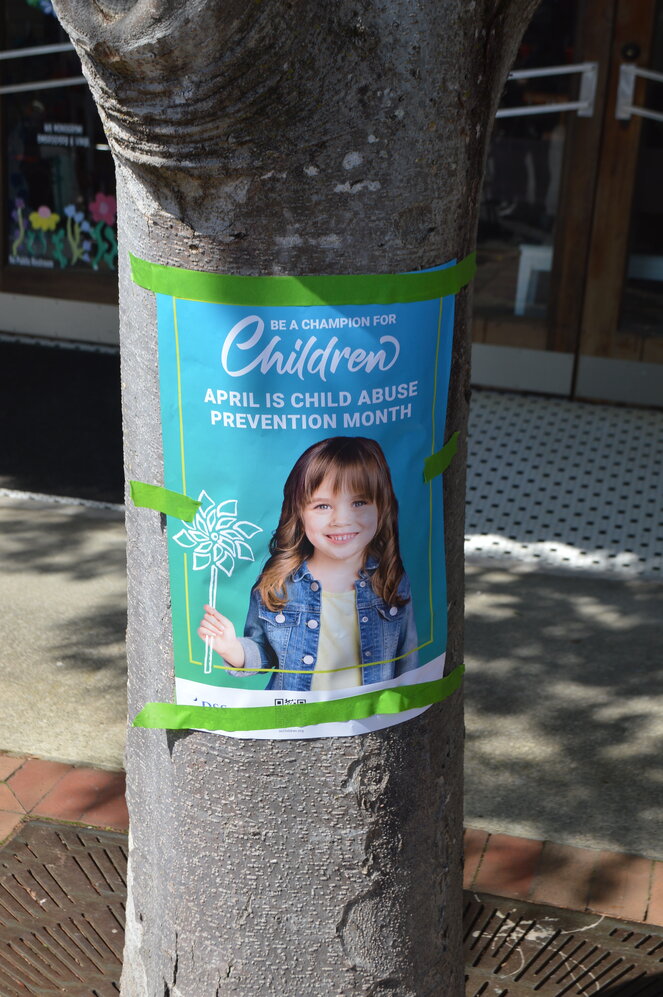 BE A CHAMPION FOR
Children
APRIL IS CHILD ABUSE
PREVENTION MONTH